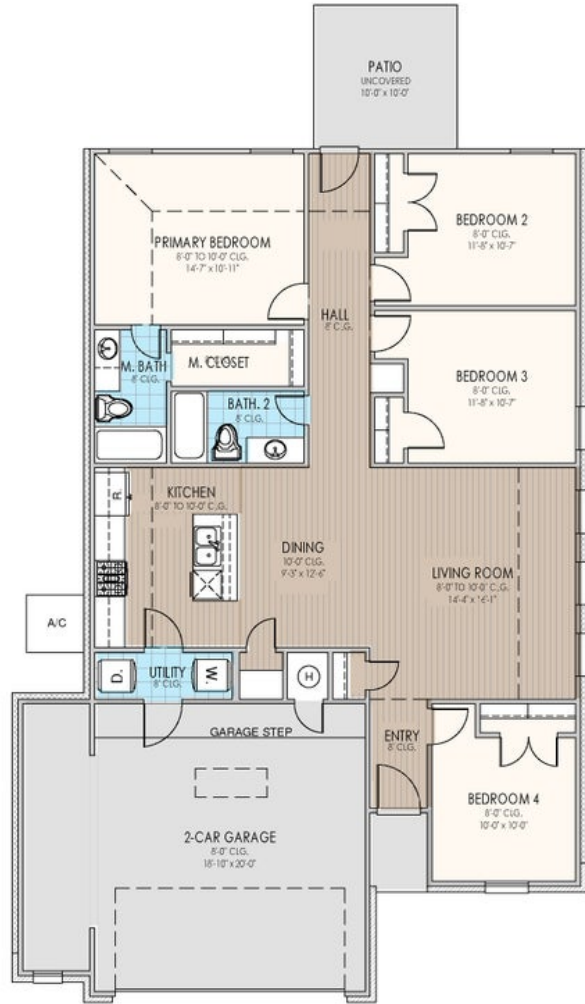 PATIO
UNCOVERED
10'-0" x 10'-0"
PRIMARY BEDROOM
8'-0" TO 10'-0" CLG.
14'-7" x 10'-11"
BEDROOM 2
8'-0" CLG.
11'-8" x 10'-7"
HALL
8' CLG.
M. BATH
8' CLG.
M. CLOSET
BATH. 2
8' CLG.
BEDROOM 3
8'-0" CLG.
11'-8" x 10'-7"
R.
KITCHEN
8'-0" TO 10'-0" CLG.
DINING
10'-0" CLG.
9'-3" x 12'-6"
LIVING ROOM
8'-0" TO 10'-0" CLG.
A/C
D.
UTILITY
8' CLG.
W.
H
GARAGE STEP
ENTRY
8' CLG.
BEDROOM 4
8'-0" CLG.
10'-0" x 10'-0"
2-CAR GARAGE
8'-0" CLG.
18'-10" x 20'-0"